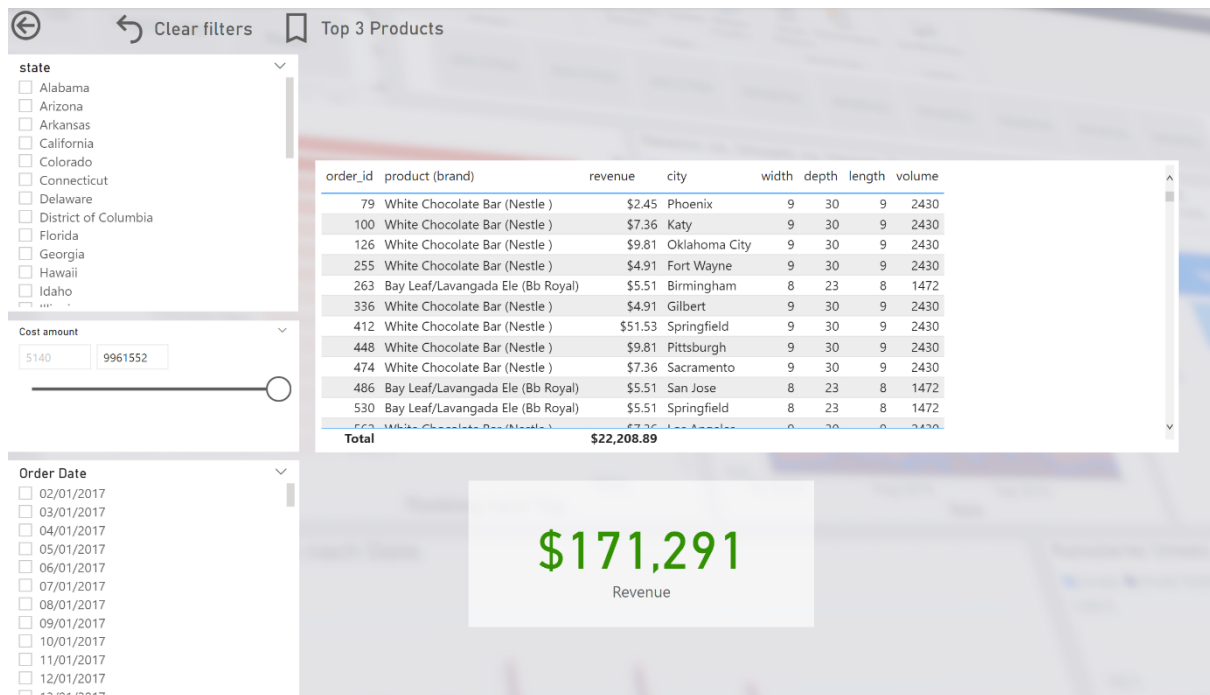 Clear filters
Top 3 Products
state
Alabama
Arizona
Arkansas
California
Colorado
Connecticut
Delaware
District of Columbia
Florida
Georgia
Hawaii
Idaho
Cost amount
5140 9961552
Order Date
02/01/2017
03/01/2017
04/01/2017
05/01/2017
06/01/2017
07/01/2017
08/01/2017
09/01/2017
10/01/2017
11/01/2017
12/01/2017
order_id product (brand) revenue city width depth length volume
79 White Chocolate Bar (Nestle ) $2.45 Phoenix 9 30 9 2430
100 White Chocolate Bar (Nestle ) $7.36 Katy 9 30 9 2430
126 White Chocolate Bar (Nestle ) $9.81 Oklahoma City 9 30 9 2430
255 White Chocolate Bar (Nestle ) $4.91 Fort Wayne 9 30 9 2430
263 Bay Leaf/Lavangada Ele (Bb Royal) $5.51 Birmingham 8 23 8 1472
336 White Chocolate Bar (Nestle ) $4.91 Gilbert 9 30 9 2430
412 White Chocolate Bar (Nestle ) $51.53 Springfield 9 30 9 2430
448 White Chocolate Bar (Nestle ) $9.81 Pittsburgh 9 30 9 2430
474 White Chocolate Bar (Nestle ) $7.36 Sacramento 9 30 9 2430
486 Bay Leaf/Lavangada Ele (Bb Royal) $5.51 San Jose 8 23 8 1472
530 Bay Leaf/Lavangada Ele (Bb Royal) $5.51 Springfield 8 23 8 1472
Total $22,208.89
$171,291
Revenue